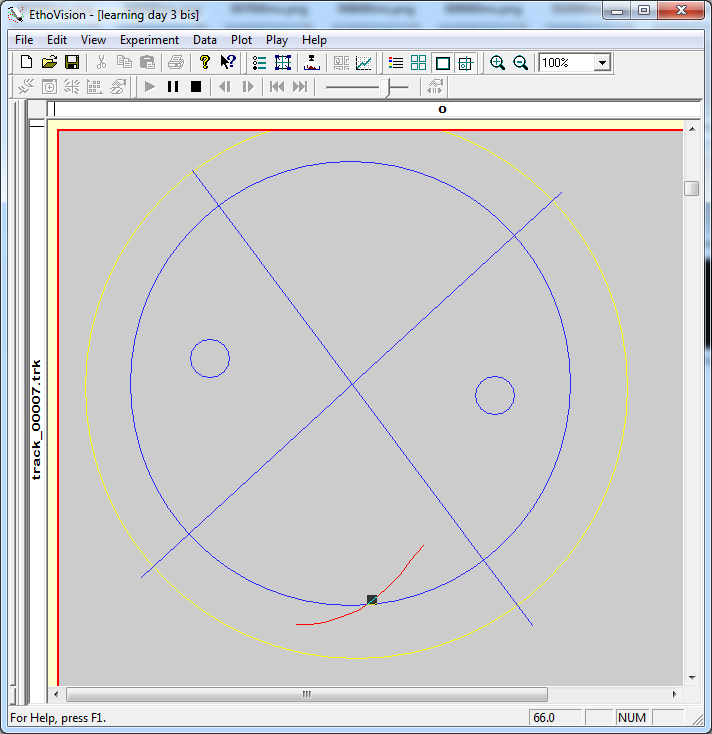 EthoVision - [learning day 3 bis]
File Edit View Experiment Data Plot Play Help
100%
O
track_00007.trk
For Help, press F1.
66.0
NUM